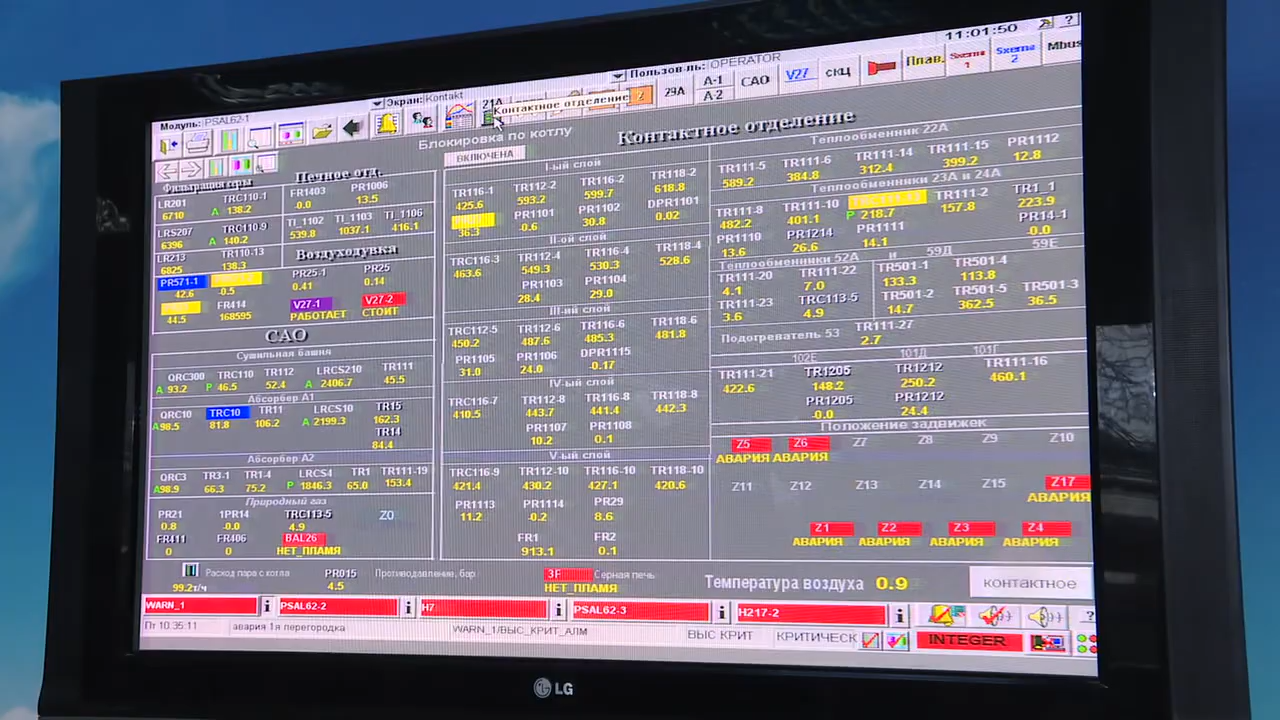 11:01:50
Модуль: PSAL62-1 Экран: Kontakt Пользов-ль: OPERATOR
21A 29A А-1 А-2 САО V27 СКЦ Плав. Sxema 1 Sxema 2 Mbus
Контактное отделение
Блокировка по котлу
ВКЛЮЧЕНА
Контактное отделение
Фильтрация серы
LR201 TRC110-1
6710 A 138.2
LRS207 TRC110-9
6396 A 140.2
LR213 TR110-13
6825 138.3
PR571-1
42.6 0.5
FR414
44.5 168595
Печное отд.
FR1403 PR1006
-0.0 13.5
TI_1102 TI_1103 TI_1106
539.8 1037.1 416.1
Воздуходувка
PR25-1 PR25
0.41 0.14
V27-1 V27-2
РАБОТАЕТ СТОИТ
САО
Сушильная башня
QRC300 TRC110 TR112 LRCS210 TR111
A 93.2 P 46.5 52.4 A 2406.7 45.5
Абсорбер А1
QRC10 TRC10 TR11 LRCS10 TR15
A98.5 81.8 106.2 A 2199.3 162.3
TR14
84.4
Абсорбер А2
QRC3 TR3-1 TR1-4 LRCS4 TR1 TR111-19
A98.9 66.3 75.2 P 1846.3 65.0 153.4
Природный газ
PR21 1PR14 TRC113-5 Z0
0.8 -0.0 4.9
FR411 FR406 BAL26
0 0 НЕТ_ПЛАМЯ
I-ый слой
TR116-1 TR112-2 TR116-2 TR118-2
425.6 593.2 599.7 618.8
PR1101 PR1102 DPR1101
36.3 -0.6 30.8 0.02
II-ой слой
TRC116-3 TR112-4 TR116-4 TR118-4
463.6 549.3 530.3 528.6
PR1103 PR1104
28.4 29.0
III-ий слой
TRC112-5 TR112-6 TR116-6 TR118-6
450.2 487.6 485.3 481.8
PR1105 PR1106 DPR1115
31.0 24.0 -0.17
IV-ый слой
TRC116-7 TR112-8 TR116-8 TR118-8
410.5 443.7 441.4 442.3
PR1107 PR1108
10.2 0.1
V-ый слой
TRC116-9 TR112-10 TR116-10 TR118-10
421.4 430.2 427.1 420.6
PR1113 PR1114 PR29
11.2 -0.2 8.6
FR1 FR2
913.1 0.1
Теплообменник 22А
TR111-5 TR111-6 TR111-14 TR111-15 PR1112
589.2 384.8 312.4 399.2 12.8
Теплообменники 23А и 24А
TR111-8 TR111-10 TR111-2 TR1_1
482.2 401.1 P 218.7 157.8 223.9
PR1110 PR1214 PR1111 PR14-1
13.6 26.6 14.1 -0.0
Теплообменники 52А и 59Д 59Е
TR111-20 TR111-22 TR501-1 TR501-4
4.1 7.0 133.3 113.8
TR111-23 TRC113-5 TR501-2 TR501-5 TR501-3
3.6 4.9 14.7 362.5 36.5
Подогреватель 53 TR111-27
2.7
102Е 101Д 101Г
TR111-21 TR1205 TR1212 TR111-16
422.6 148.2 250.2 460.1
PR1205 PR1212
-0.0 24.4
Положение задвижек
Z5 Z6 Z7 Z8 Z9 Z10
АВАРИЯ АВАРИЯ
Z11 Z12 Z13 Z14 Z15 Z17
АВАРИЯ
Z1 Z2 Z3 Z4
АВАРИЯ АВАРИЯ АВАРИЯ АВАРИЯ
Расход пара с котла PR015 Противодавление, бар 3F Серная печь
99.2т/ч 4.5 НЕТ_ПЛАМЯ
Температура воздуха 0.9 контактное
WARN_1 PSAL62-2 H7 PSAL62-3 H217-2
Пт 10:35:11 авария 1я перегородка WARN_1/ВЫС_КРИТ_АЛМ ВЫС КРИТ КРИТИЧЕСК INTEGER
LG